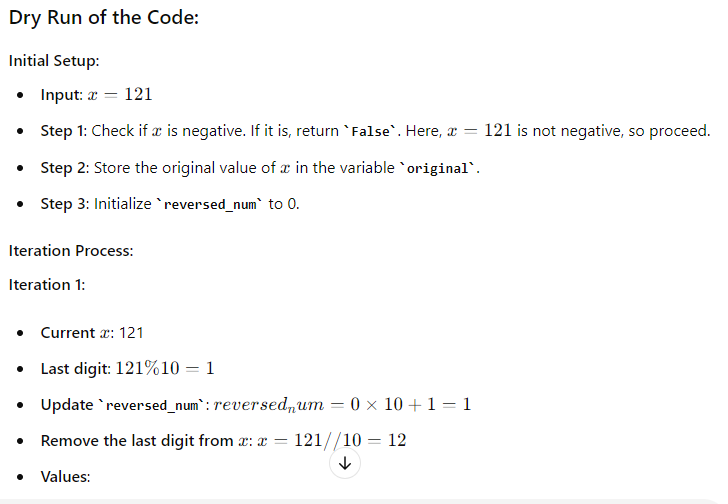 Dry Run of the Code:
Initial Setup:
• Input: x = 121
• Step 1: Check if x is negative. If it is, return `False`. Here, x = 121 is not negative, so proceed.
• Step 2: Store the original value of x in the variable `original`.
• Step 3: Initialize `reversed_num` to 0.
Iteration Process:
Iteration 1:
• Current x: 121
• Last digit: 121%10 = 1
• Update `reversed_num`: reversedₙum = 0 × 10 + 1 = 1
• Remove the last digit from x: x = 121//10 = 12
• Values: